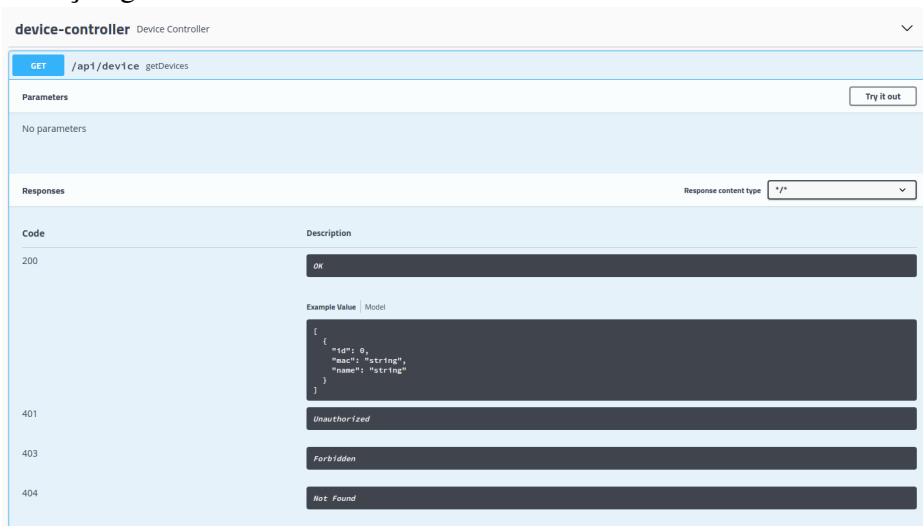 device-controller Device Controller
GET /api/device getDevices
Parameters Try it out
No parameters
Responses Response content type */*
Code Description
200 OK
Example Value Model
[
{
"id": 0,
"mac": "string",
"name": "string"
}
]
401 Unauthorized
403 Forbidden
404 Not Found